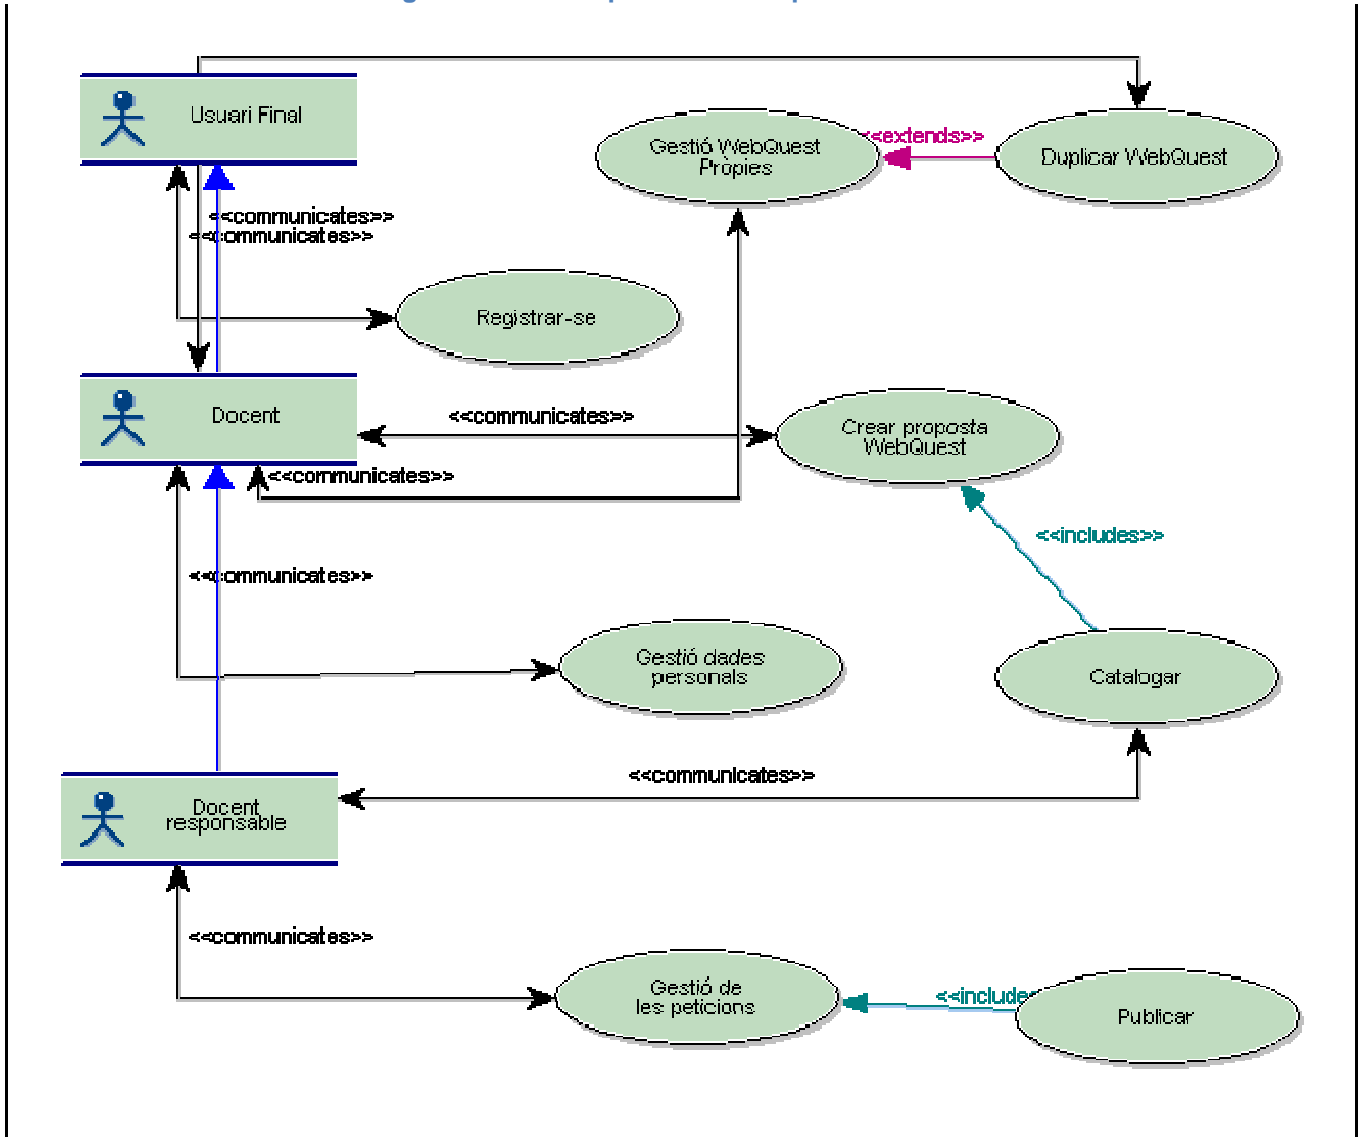 Usuari Final
Gestió WebQuest
Pròpies
<<extends>>
Duplicar WebQuest
<<communicates>>
<<communicates>>
Registrar-se
Docent
<<communicates>>
Crear proposta
WebQuest
<<communicates>>
<<includes>>
<<communicates>>
Gestió dades
personals
Catalogar
<<communicates>>
Docent
responsable
<<communicates>>
Gestió de
les peticions
<<include
Publicar